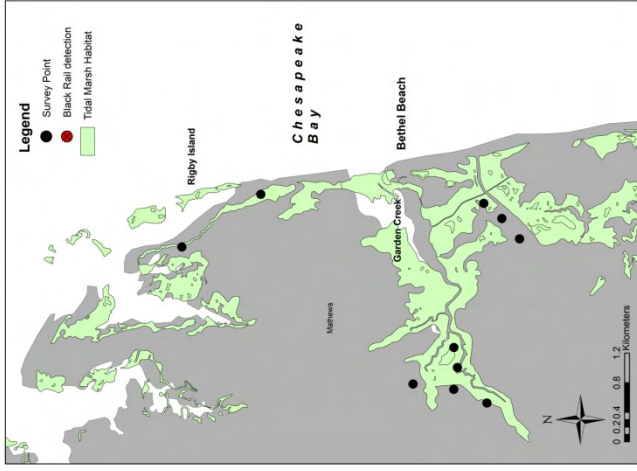 Legend
Survey Point
Black Rail detection
Tidal Marsh Habitat
Rigby Island
Chesapeake
Bay
Bethel Beach
Garden Creek
Mathews
N
0 0.2 0.4 0.8 1.2
Kilometers